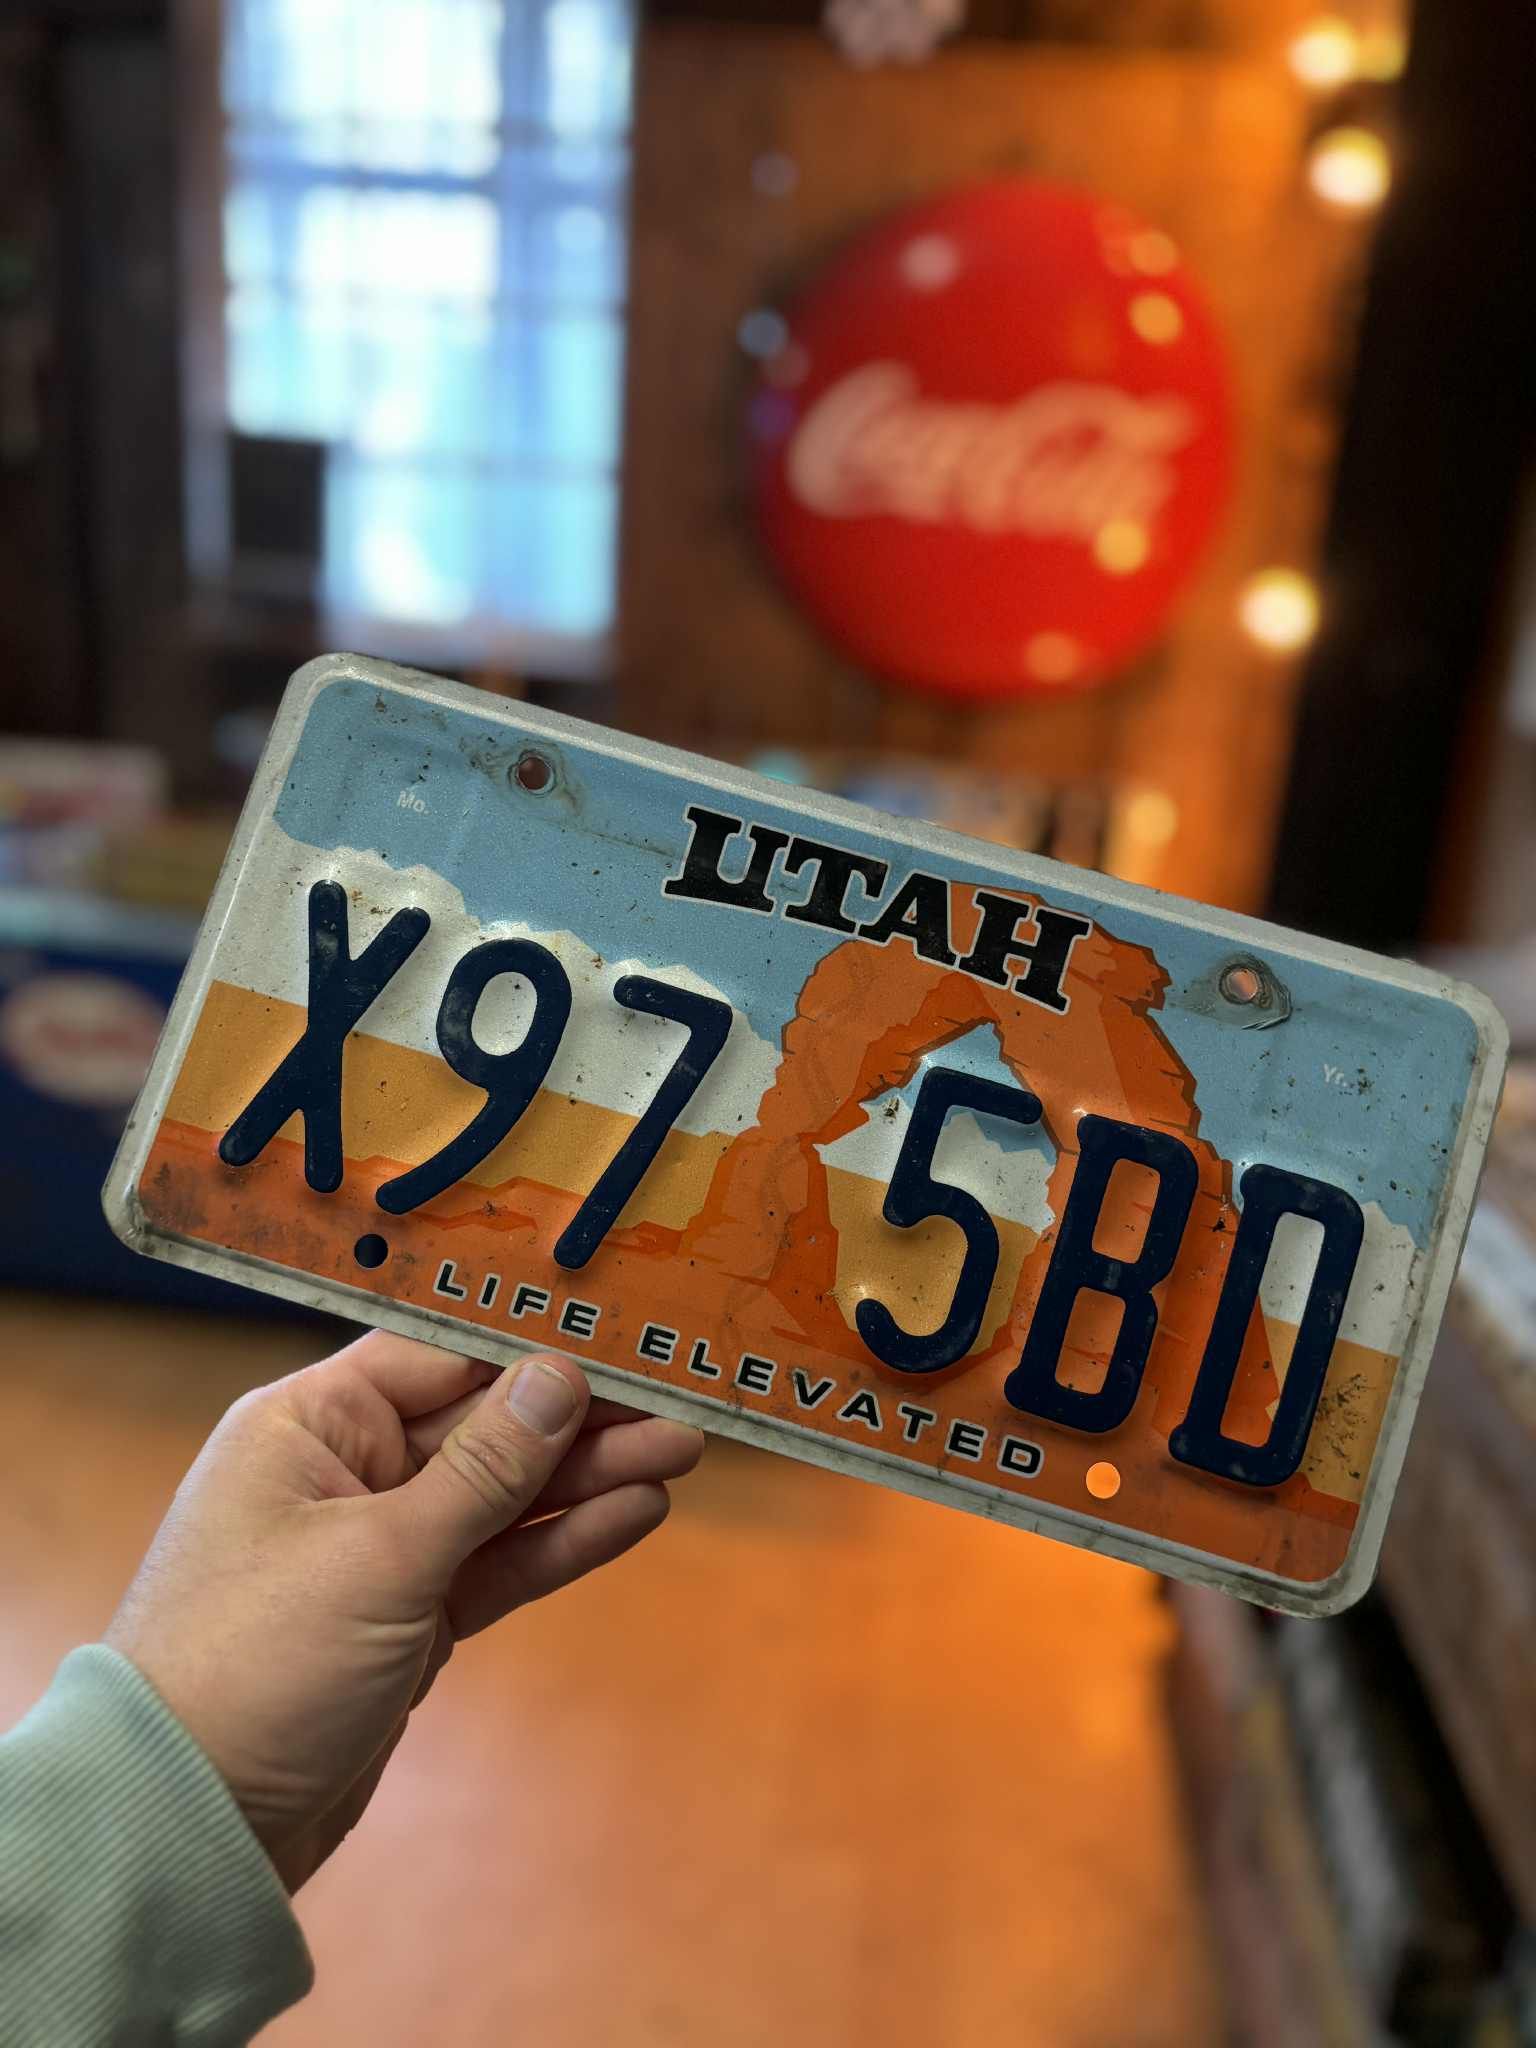 Coca-Cola
Mo.
UTAH
Yr.
X97 5BD
LIFE ELEVATED